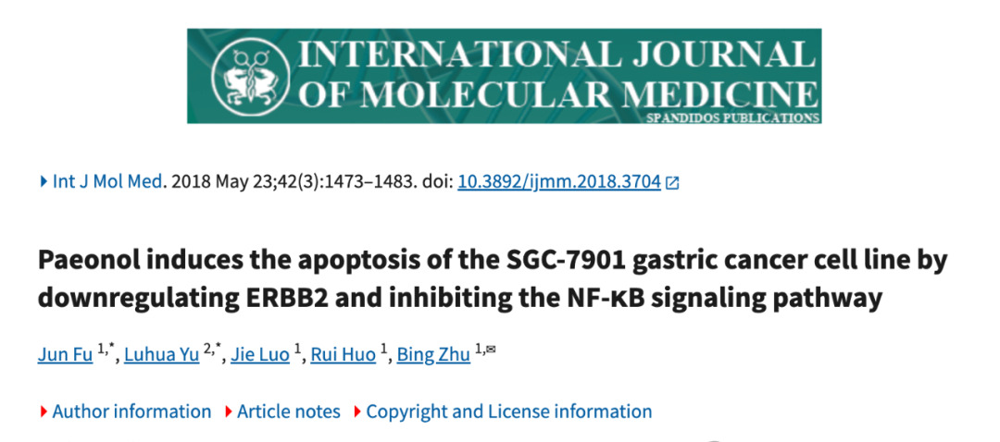 INTERNATIONAL JOURNAL
OF MOLECULAR MEDICINE
SPANDIDOS PUBLICATIONS
Int J Mol Med. 2018 May 23;42(3):1473–1483. doi: 10.3892/ijmm.2018.3704
Paeonol induces the apoptosis of the SGC-7901 gastric cancer cell line by
downregulating ERBB2 and inhibiting the NF-κB signaling pathway
Jun Fu 1,*, Luhua Yu 2,*, Jie Luo 1, Rui Huo 1, Bing Zhu 1,✉
Author information Article notes Copyright and License information